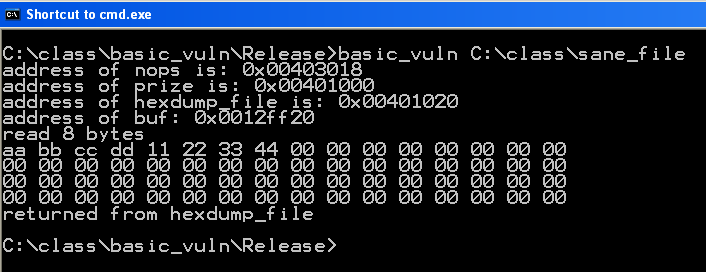 Shortcut to cmd.exe
C:\class\basic_vuln\Release>basic_vuln C:\class\sane_file
address of nops is: 0x00403018
address of prize is: 0x00401000
address of hexdump_file is: 0x00401020
address of buf: 0x0012ff20
read 8 bytes
aa bb cc dd 11 22 33 44 00 00 00 00 00 00 00 00
00 00 00 00 00 00 00 00 00 00 00 00 00 00 00 00
00 00 00 00 00 00 00 00 00 00 00 00 00 00 00 00
00 00 00 00 00 00 00 00 00 00 00 00 00 00 00 00
returned from hexdump_file
C:\class\basic_vuln\Release>